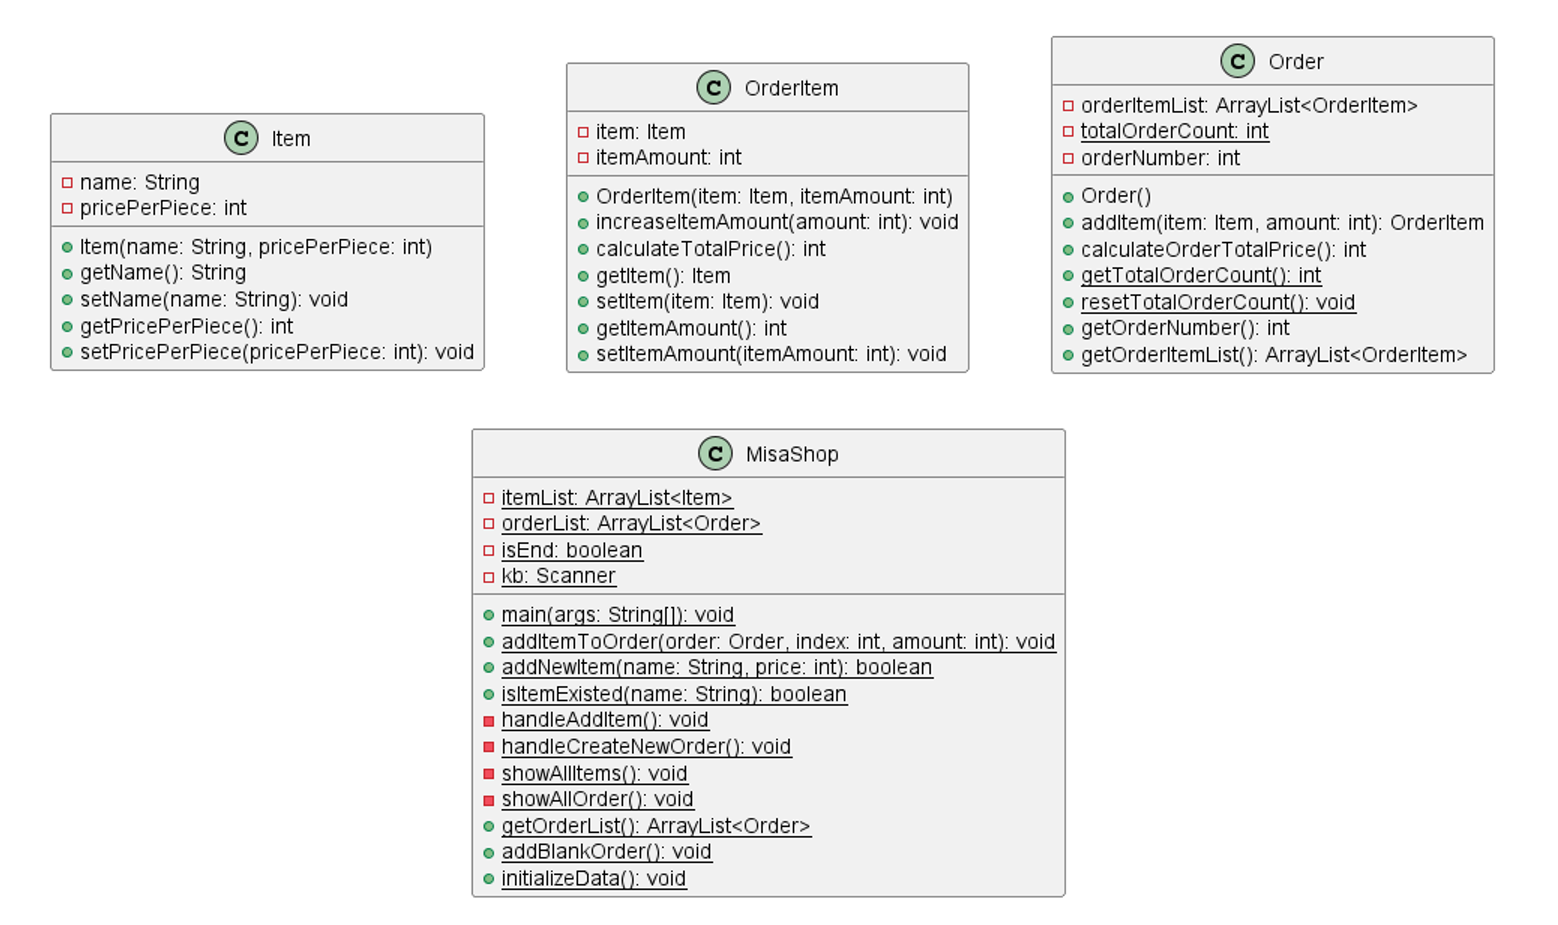 C Item
name: String
pricePerPiece: int
Item(name: String, pricePerPiece: int)
getName(): String
setName(name: String): void
getPricePerPiece(): int
setPricePerPiece(pricePerPiece: int): void
C OrderItem
item: Item
itemAmount: int
OrderItem(item: Item, itemAmount: int)
increaseItemAmount(amount: int): void
calculateTotalPrice(): int
getItem(): Item
setItem(item: Item): void
getItemAmount(): int
setItemAmount(itemAmount: int): void
C Order
orderItemList: ArrayList<OrderItem>
totalOrderCount: int
orderNumber: int
Order()
addItem(item: Item, amount: int): OrderItem
calculateOrderTotalPrice(): int
getTotalOrderCount(): int
resetTotalOrderCount(): void
getOrderNumber(): int
getOrderItemList(): ArrayList<OrderItem>
C MisaShop
itemList: ArrayList<Item>
orderList: ArrayList<Order>
isEnd: boolean
kb: Scanner
main(args: String[]): void
addItemToOrder(order: Order, index: int, amount: int): void
addNewItem(name: String, price: int): boolean
isItemExisted(name: String): boolean
handleAddItem(): void
handleCreateNewOrder(): void
showAllItems(): void
showAllOrder(): void
getOrderList(): ArrayList<Order>
addBlankOrder(): void
initializeData(): void